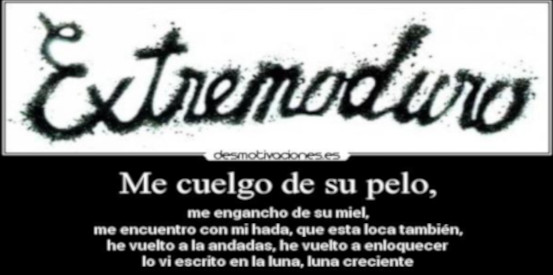 Extremoduro
desmotivaciones.es
Me cuelgo de su pelo,
me engancho de su miel,
me encuentro con mi hada, que esta loca también,
he vuelto a la andadas, he vuelto a enloquecer
lo vi escrito en la luna, luna creciente